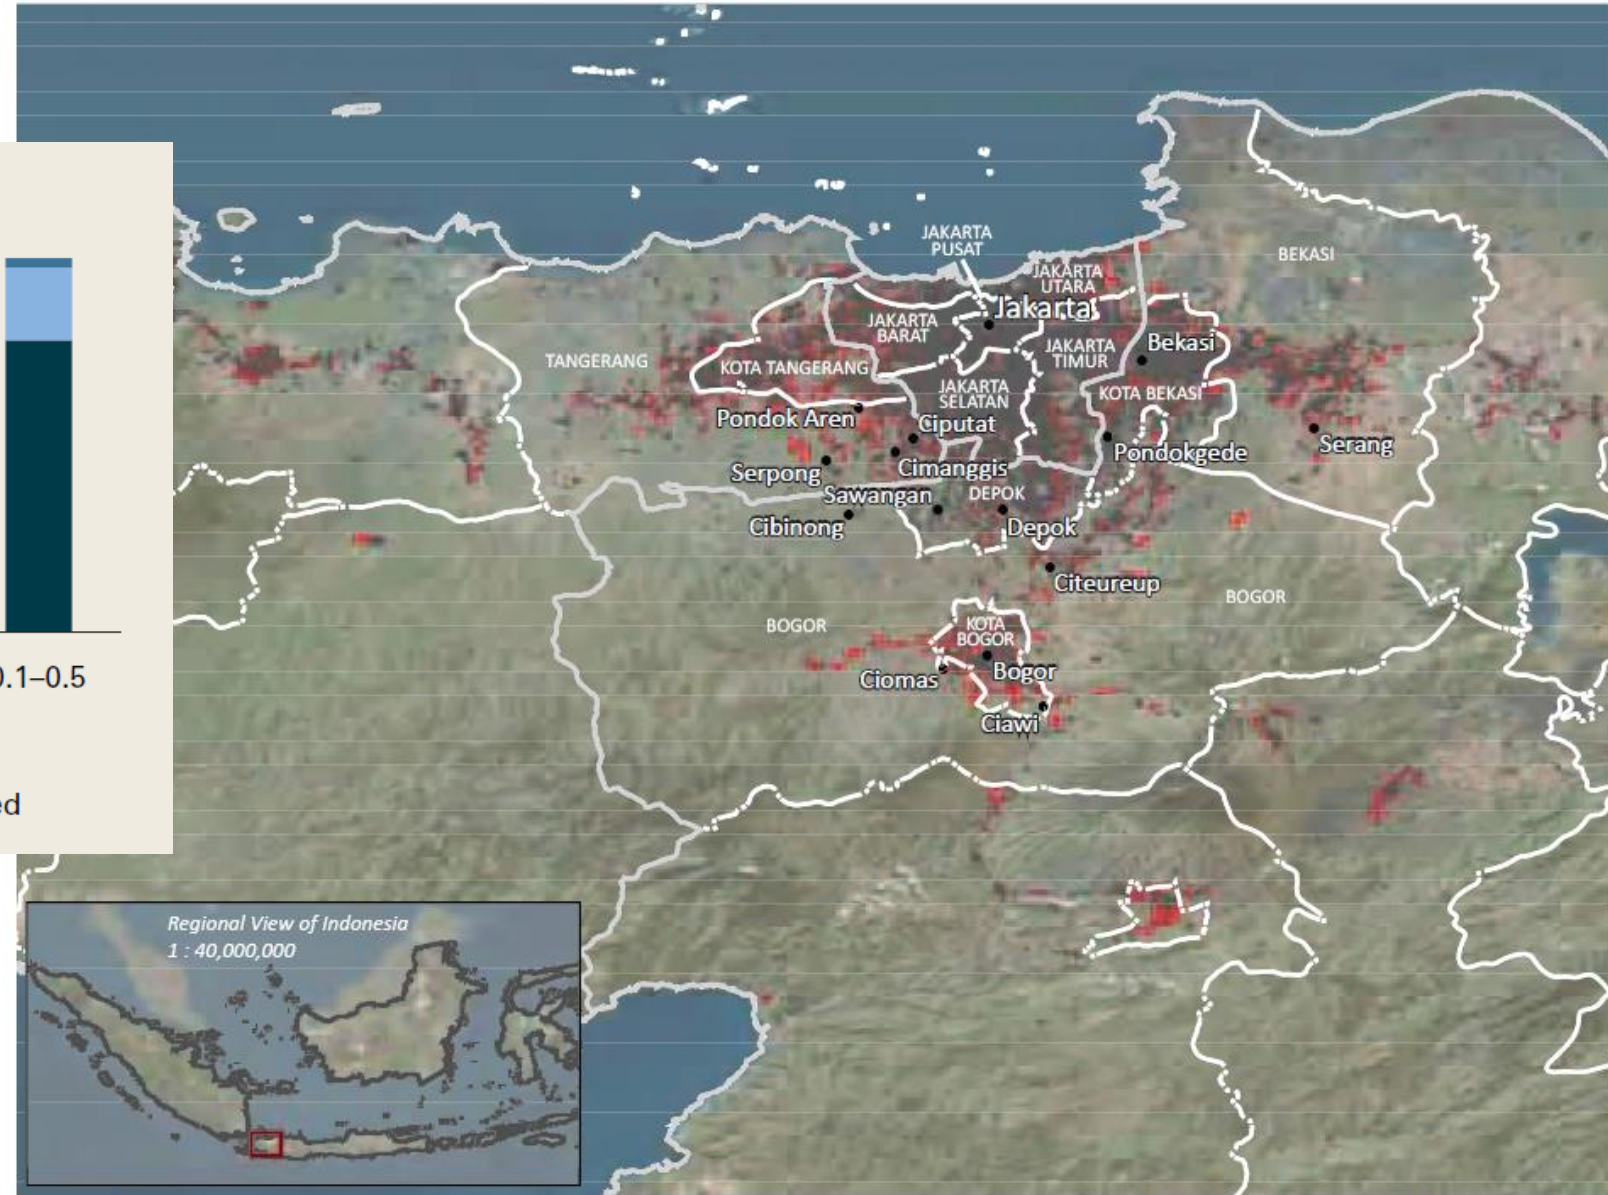 JAKARTA
PUSAT
BEKASI
JAKARTA
UTARA
Jakarta
JAKARTA
BARAT
JAKARTA
TIMUR
Bekasi
TANGERANG
KOTA TANGERANG
JAKARTA
SELATAN
KOTA BEKASI
Pondok Aren
Ciputat
Pondokgede
Serang
Serpong
Cimanggis
Sawangan
DEPOK
Cibinong
Depok
Citeureup
BOGOR
BOGOR
KOTA
BOGOR
Ciomas
Bogor
Ciawi
0.1–0.5
ed
Regional View of Indonesia
1 : 40,000,000